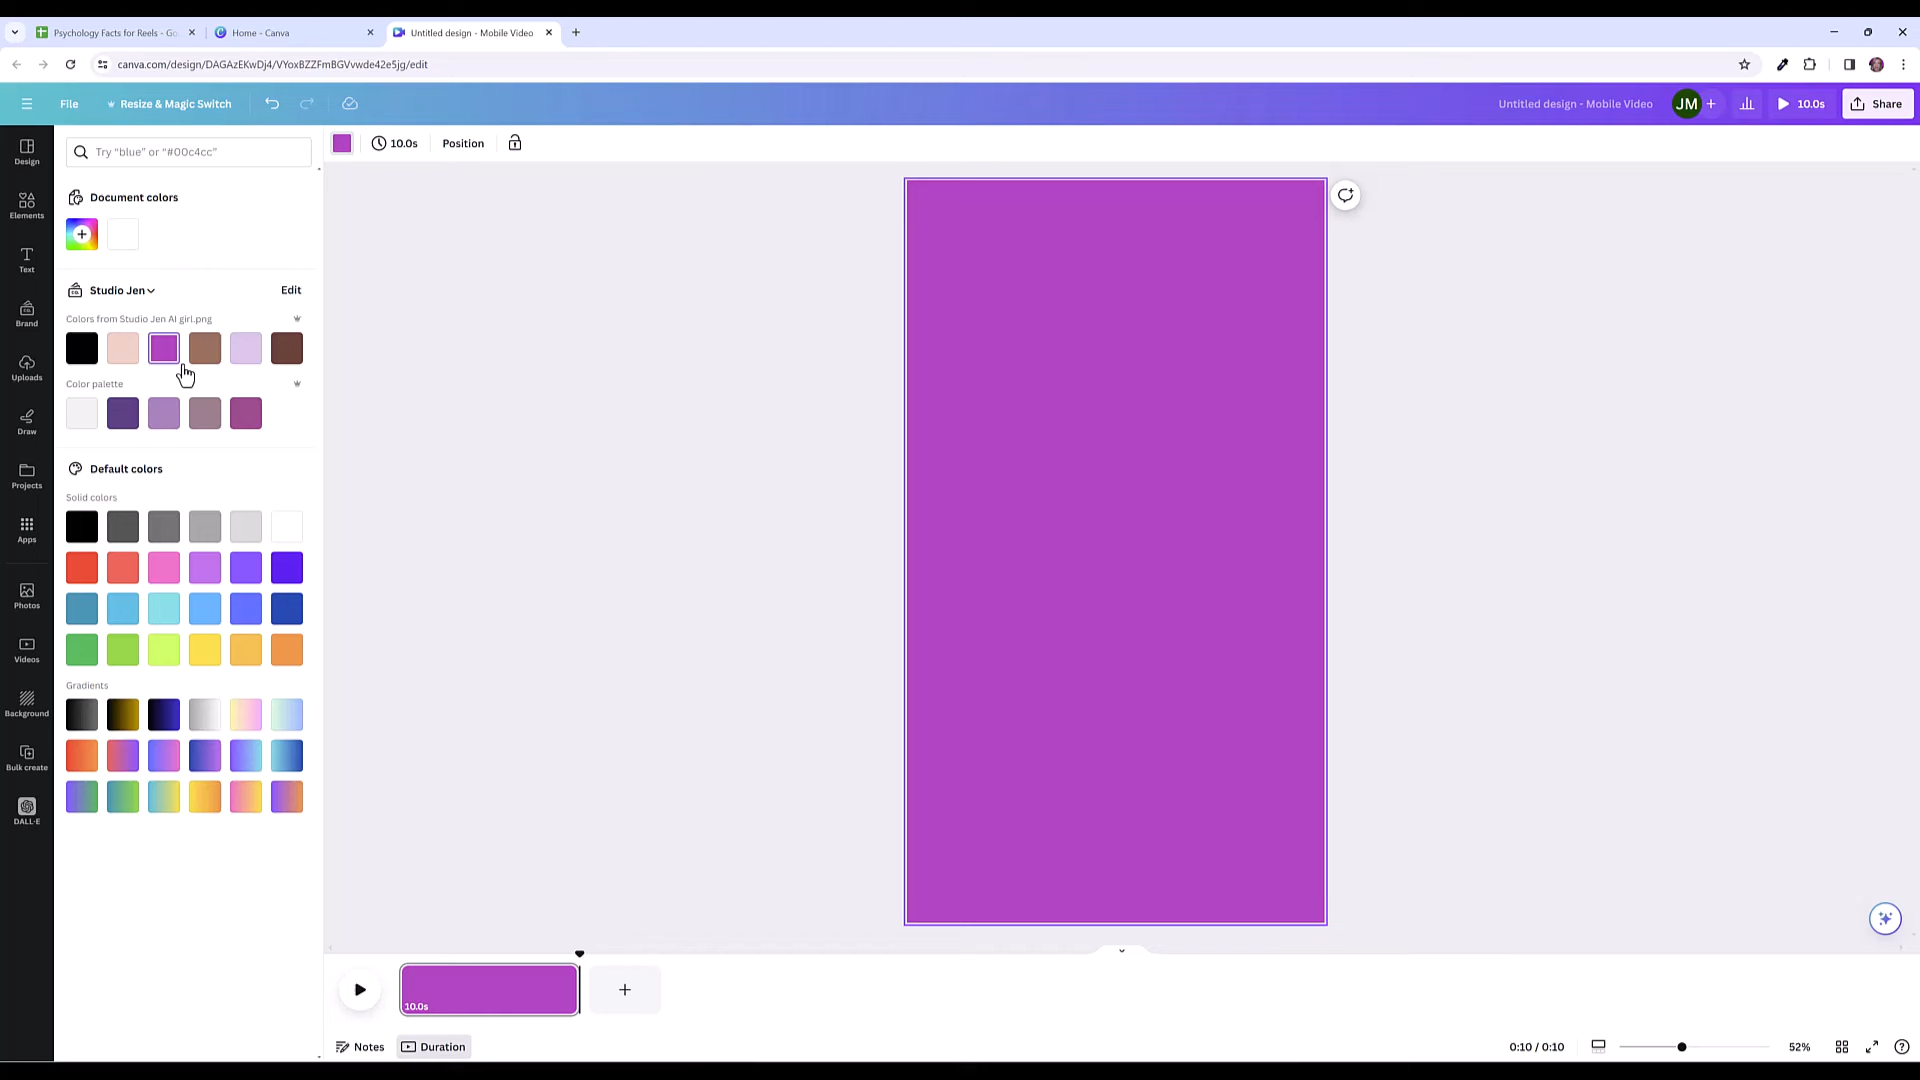 Psychology Facts for Reels - Go
Home - Canva
Untitled design - Mobile Video
canva.com/design/DAGAzEKwDj4/VYoxBZZFmBGVvwde42e5jg/edit
File
Resize & Magic Switch
Untitled design - Mobile Video
JM
10.0s
Share
Design
Elements
Text
Brand
Uploads
Draw
Projects
Apps
Photos
Videos
Background
Bulk create
DALL·E
Try "blue" or "#00c4cc"
10.0s
Position
Document colors
Studio Jen
Edit
Colors from Studio Jen AI girl.png
Color palette
Default colors
Solid colors
Gradients
10.0s
Notes
Duration
0:10 / 0:10
52%